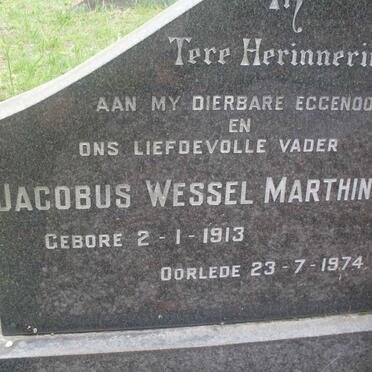 In
Tere Herinnerin
AAN MY DIERBARE EGGENOO
EN
ONS LIEFDEVOLLE VADER
JACOBUS WESSEL MARTHIN
GEBORE 2-1-1913
OORLEDE 23-7-1974